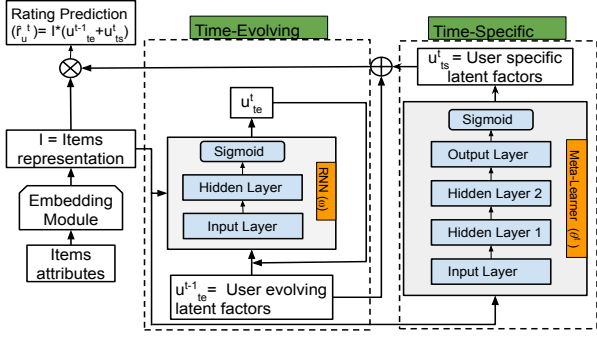 Rating Prediction
(r̂ᵤᵗ)= I*(uᵗ⁻¹ₜₑ+uᵗₜₛ)
I = Items
representation
Embedding
Module
Items
attributes
Time-Evolving
uᵗₜₑ
Sigmoid
Hidden Layer
Input Layer
RNN (ω)
uᵗ⁻¹ₜₑ = User evolving
latent factors
Time-Specific
uᵗₜₛ = User specific
latent factors
Sigmoid
Output Layer
Hidden Layer 2
Hidden Layer 1
Input Layer
Meta-Learner (θᵗ)